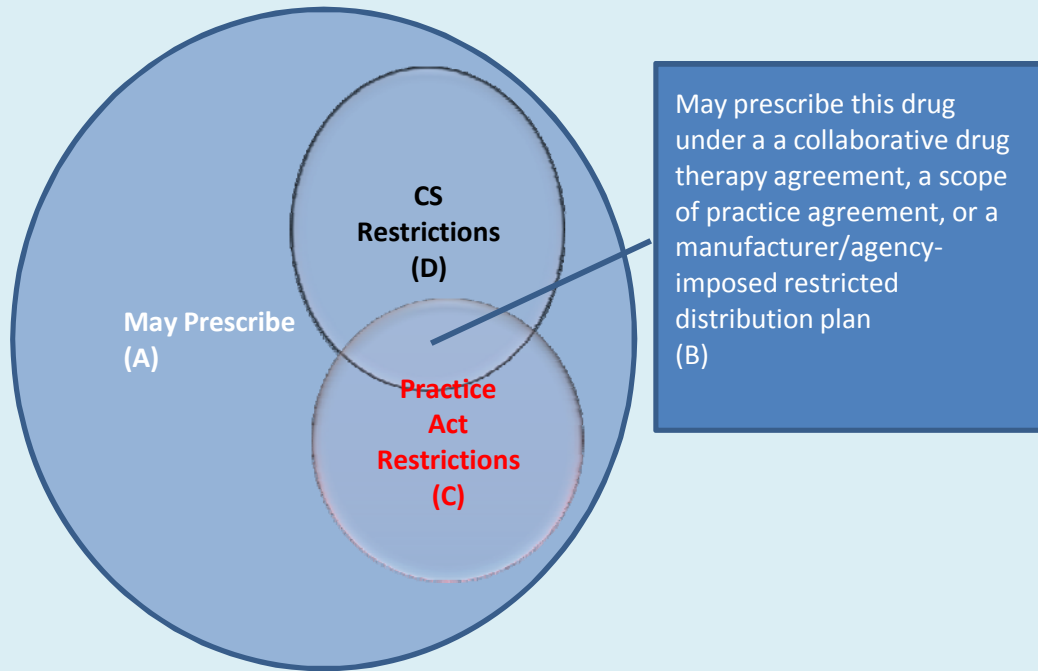 CS
Restrictions
(D)
May Prescribe
(A)
Practice
Act
Restrictions
(C)
May prescribe this drug
under a a collaborative drug
therapy agreement, a scope
of practice agreement, or a
manufacturer/agency-
imposed restricted
distribution plan
(B)